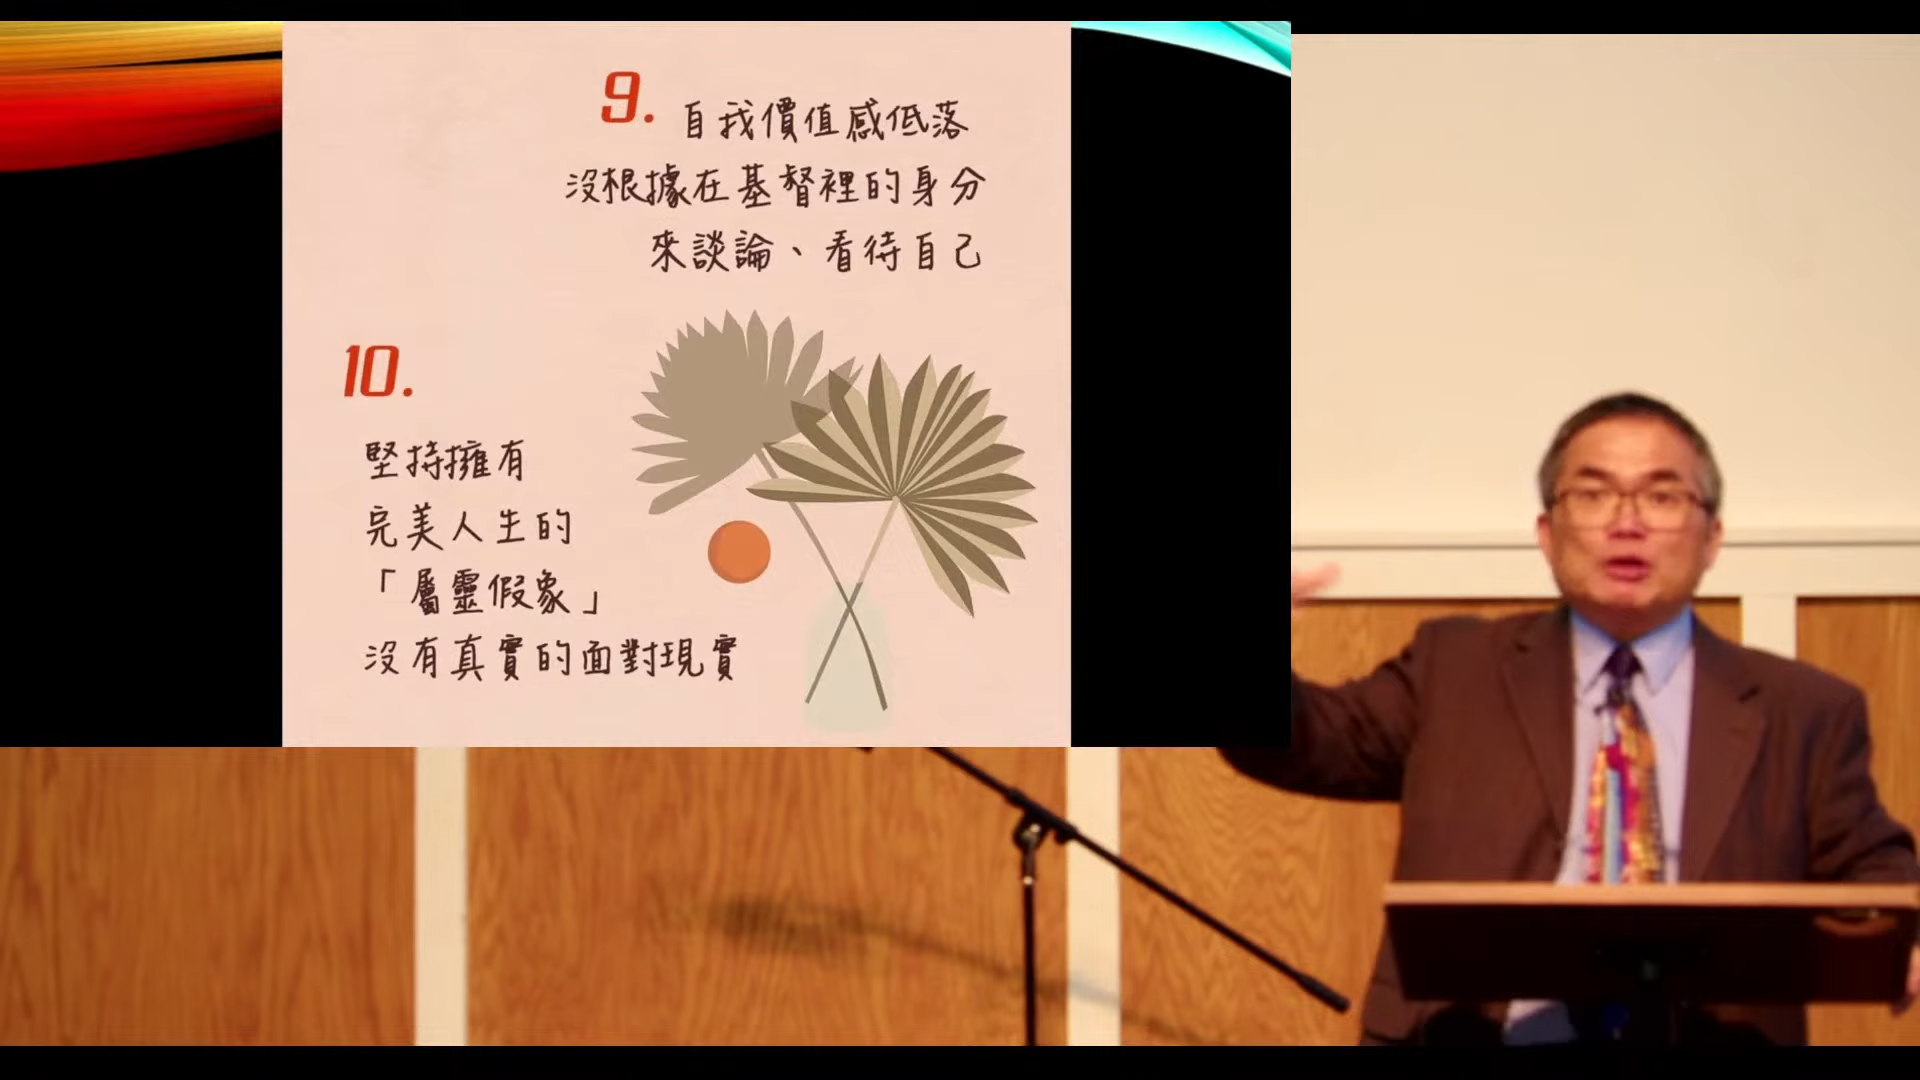 9. 自我價值感低落
沒根據在基督裡的身分
來談論、看待自己
10.
堅持擁有
完美人生的
「屬靈假象」
沒有真實的面對現實